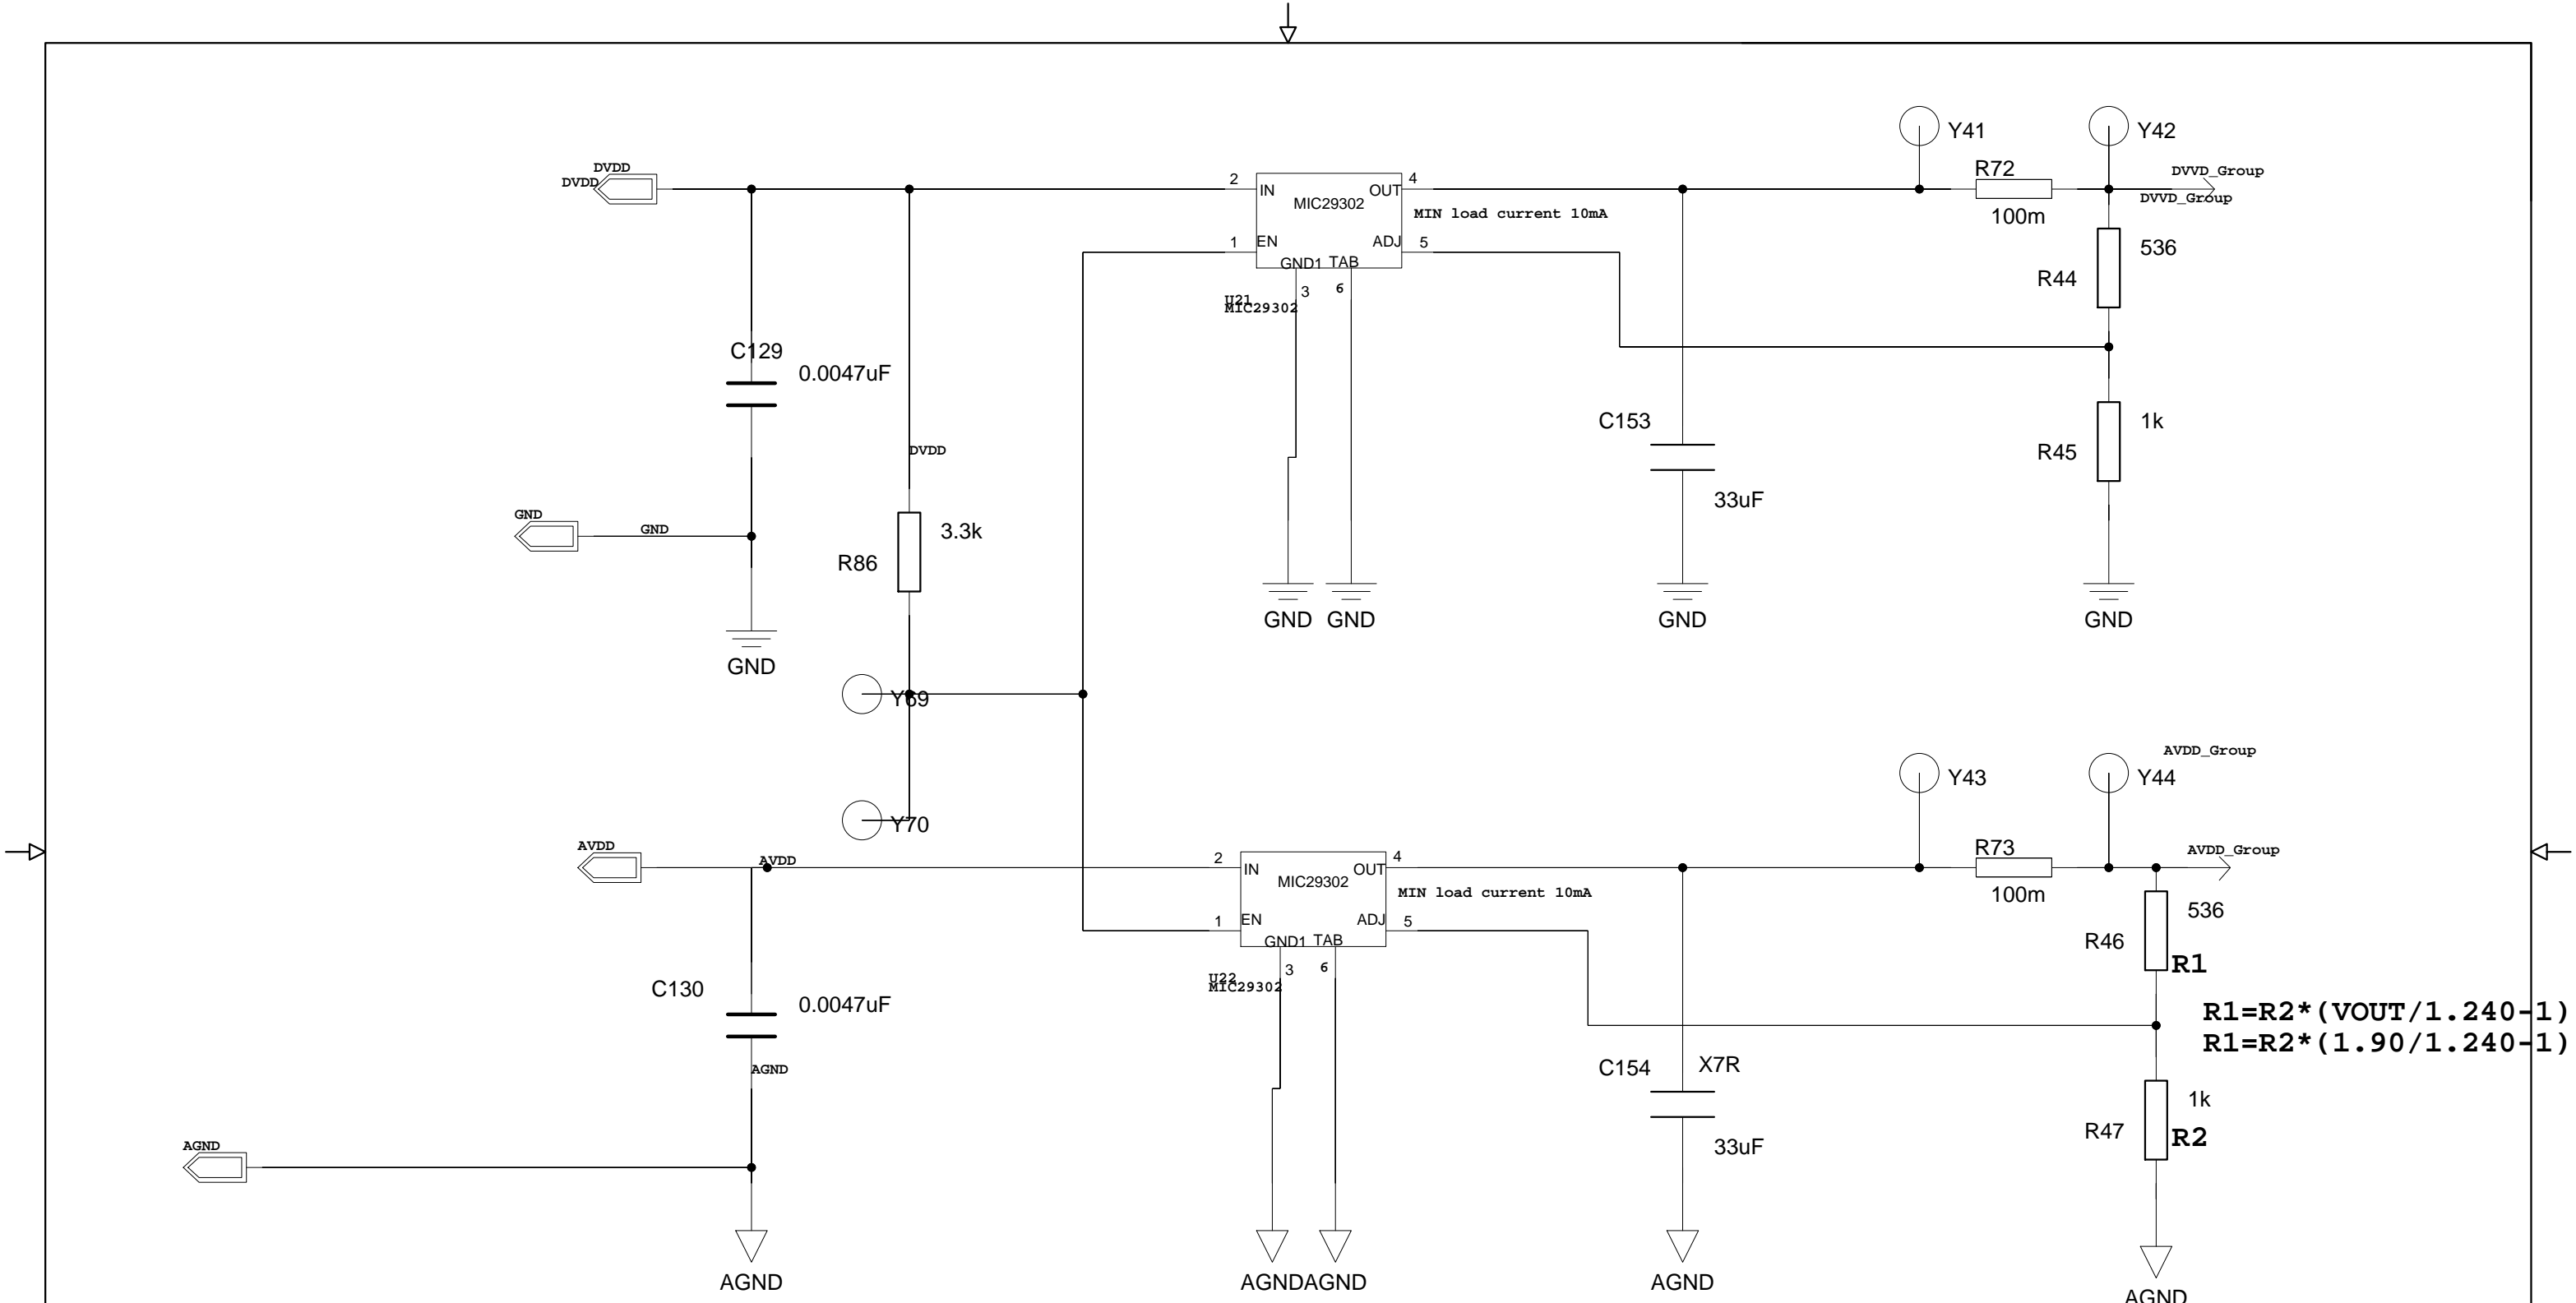 Y41
Y42
DVDD
DVDD
R72
100m
DVVD_Group
DVVD_Group
2
IN
OUT
4
MIC29302
MIN load current 10mA
1
EN
ADJ
5
GND1
TAB
3
6
U21
MIC29302
536
R44
C129
0.0047uF
DVDD
C153
33uF
1k
R45
GND
GND
3.3k
R86
GND
GND
GND
GND
GND
Y69
Y70
Y43
Y44
AVDD_Group
AVDD
AVDD
2
IN
OUT
4
MIC29302
MIN load current 10mA
1
EN
ADJ
5
GND1
TAB
3
6
U22
MIC29302
R73
100m
AVDD_Group
536
R46
R1
R1=R2*(VOUT/1.240-1)
R1=R2*(1.90/1.240-1)
C130
0.0047uF
AGND
C154
X7R
33uF
1k
R47
R2
AGND
AGND
AGND
AGND
AGND
AGND